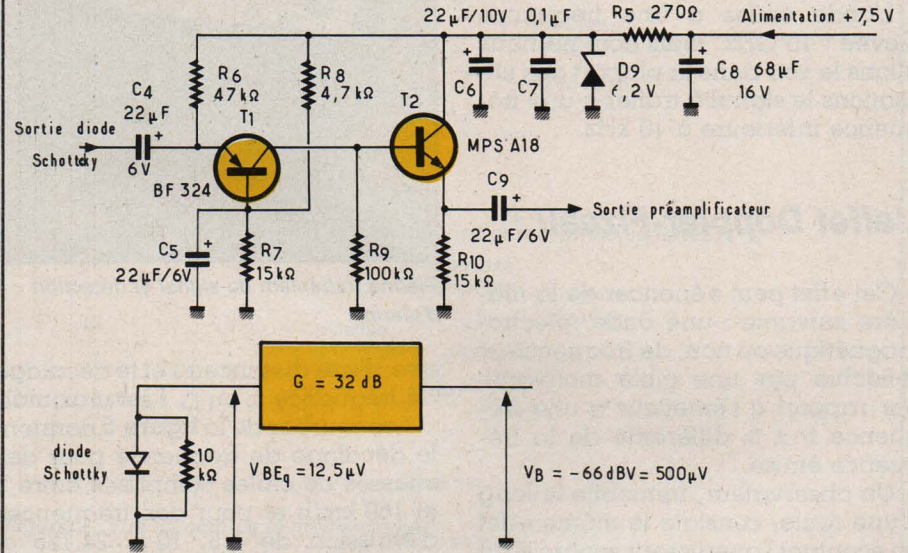 22µF/10V 0,1µF R5 270Ω Alimentation +7,5V
R6
47kΩ
R8
4,7kΩ
C4
22µF
6V
T1
BF 324
T2
MPS A18
C6
C7
D9
6,2V
C8 68µF
16V
Sortie diode
Schottky
C9
22µF/6V
Sortie préamplificateur
C5
22µF/6V
R7
15kΩ
R9
100kΩ
R10
15kΩ
G = 32 dB
diode
Schottky
10
kΩ
VBEq = 12,5µV
VB = -66dBV = 500µV